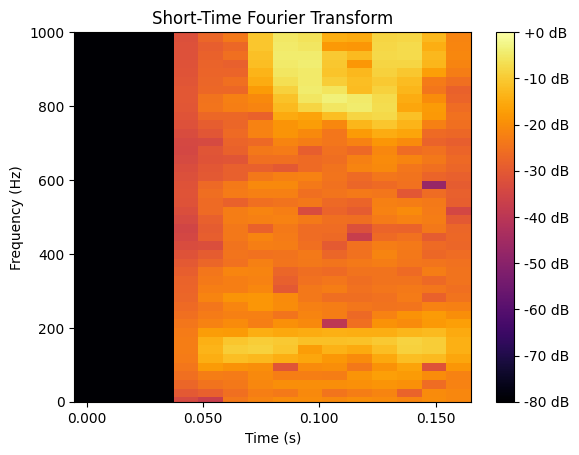 Short-Time Fourier Transform
1000
800
600
400
200
0
Frequency (Hz)
0.000
0.050
0.100
0.150
Time (s)
+0 dB
-10 dB
-20 dB
-30 dB
-40 dB
-50 dB
-60 dB
-70 dB
-80 dB